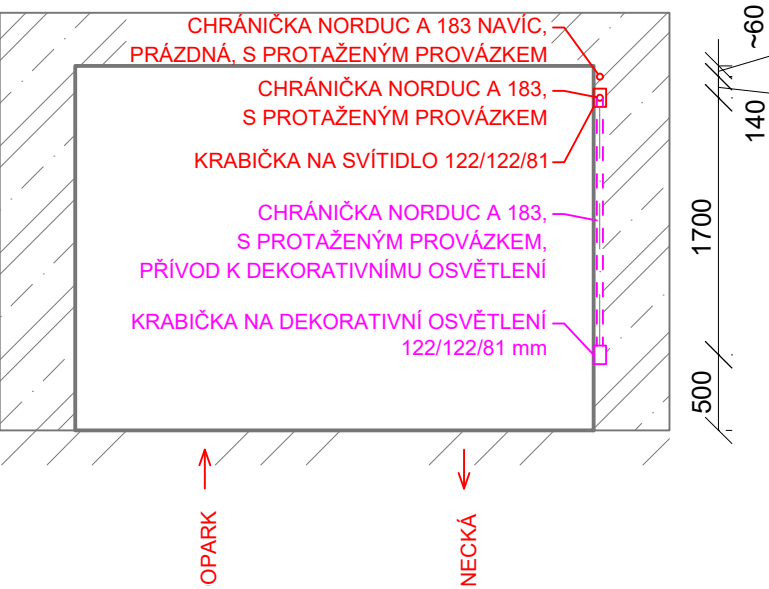 CHRÁNIČKA NORDUC A 183 NAVÍC,
PRÁZDNÁ, S PROTAŽENÝM PROVÁZKEM
CHRÁNIČKA NORDUC A 183,
S PROTAŽENÝM PROVÁZKEM
KRABIČKA NA SVÍTIDLO 122/122/81
CHRÁNIČKA NORDUC A 183,
S PROTAŽENÝM PROVÁZKEM,
PŘÍVOD K DEKORATIVNÍMU OSVĚTLENÍ
KRABIČKA NA DEKORATIVNÍ OSVĚTLENÍ
122/122/81 mm
~60
140
1700
500
OPARK
NECKÁ